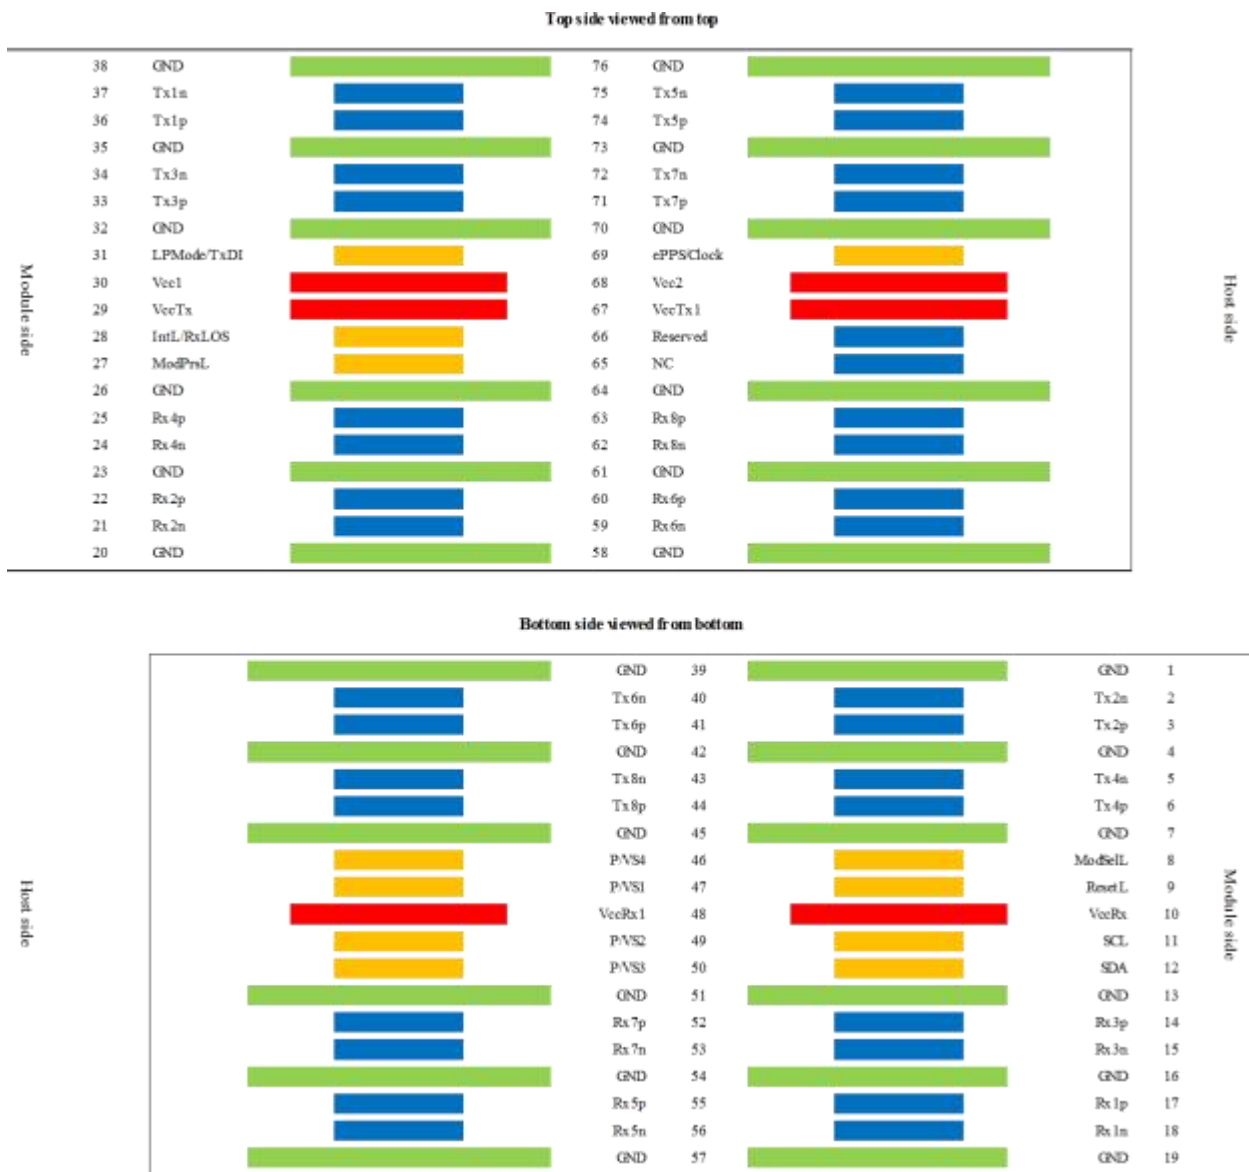 Top side viewed from top
38 GND 76 GND
37 Tx1n 75 Tx5n
36 Tx1p 74 Tx5p
35 GND 73 GND
34 Tx3n 72 Tx7n
33 Tx3p 71 Tx7p
32 GND 70 GND
31 LPMode/TxDI 69 ePPS/Clock
30 Vcc1 68 Vcc2
29 VccTx 67 VccTx1
28 IntL/RxLOS 66 Reserved
27 ModPrsL 65 NC
26 GND 64 GND
25 Rx4p 63 Rx8p
24 Rx4n 62 Rx8n
23 GND 61 GND
22 Rx2p 60 Rx6p
21 Rx2n 59 Rx6n
20 GND 58 GND
Module side
Host side
Bottom side viewed from bottom
GND 39 GND 1
Tx6n 40 Tx2n 2
Tx6p 41 Tx2p 3
GND 42 GND 4
Tx8n 43 Tx4n 5
Tx8p 44 Tx4p 6
GND 45 GND 7
P/VS4 46 ModSelL 8
P/VS1 47 ResetL 9
VccRx1 48 VccRx 10
P/VS2 49 SCL 11
P/VS3 50 SDA 12
GND 51 GND 13
Rx7p 52 Rx3p 14
Rx7n 53 Rx3n 15
GND 54 GND 16
Rx5p 55 Rx1p 17
Rx5n 56 Rx1n 18
GND 57 GND 19
Host side
Module side